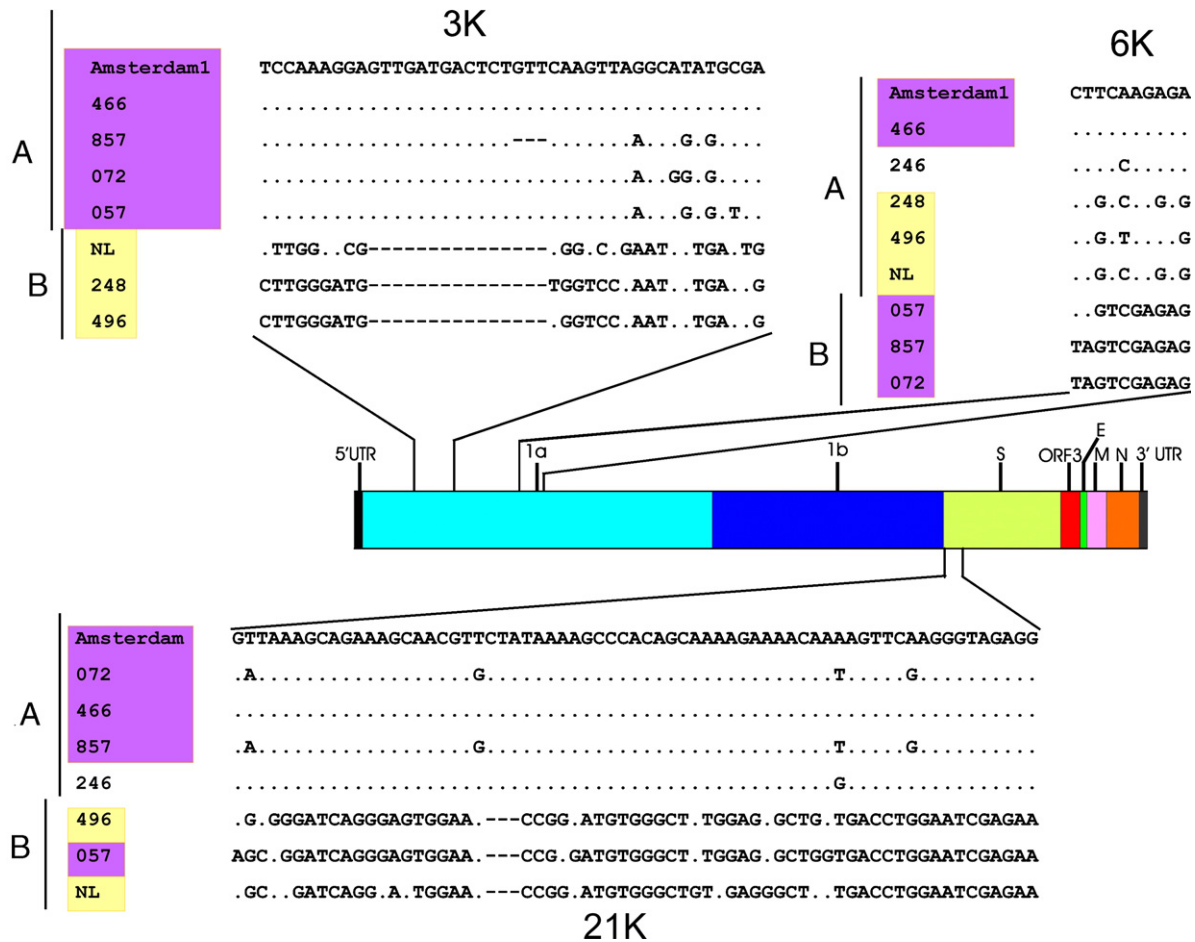 3K
Amsterdam1 TCCAAAGGAGTTGATGACTCTGTTCAAGTTAGGCATATGCGA
466 ..........................................
857 .....................---.......A...G.G....
072 ...............................A..GG.G....
057 ...............................A...G.G.T..
NL .TTGG..CG---------------.GG.C.GAAT..TGA.TG
248 CTTGGGATG---------------TGGTCC.AAT..TGA..G
496 CTTGGGATG---------------.GGTCC.AAT..TGA..G
A
B
6K
Amsterdam1 CTTCAAGAGA
466 ..........
246 ....C.....
248 ..G.C..G.G
496 ..G.T....G
NL ..G.C..G.G
057 ..GTCGAGAG
857 TAGTCGAGAG
072 TAGTCGAGAG
A
B
5'UTR 1a 1b S ORF3 E M N 3' UTR
Amsterdam GTTAAAGCAGAAAGCAACGTTCTATAAAAGCCCACAGCAAAAGAAAACAAAAGTTCAAGGGTAGAGG
072 .A..................G.............................T.....G..........
466 ...................................................................
857 .A..................G.............................T.....G..........
246 ..................................................G................
496 .G.GGGATCAGGGAGTGGAA.---CCGG.ATGTGGGCT.TGGAG.GCTG.TGACCTGGAATCGAGAA
057 AGC.GGATCAGGGAGTGGAA.---CCG.GATGTGGGCT.TGGAG.GCTGGTGACCTGGAATCGAGAA
NL .GC..GATCAGG.A.TGGAA.---CCGG.ATGTGGGCTGT.GAGGGCT..TGACCTGGAATCGAGAA
A
B
21K